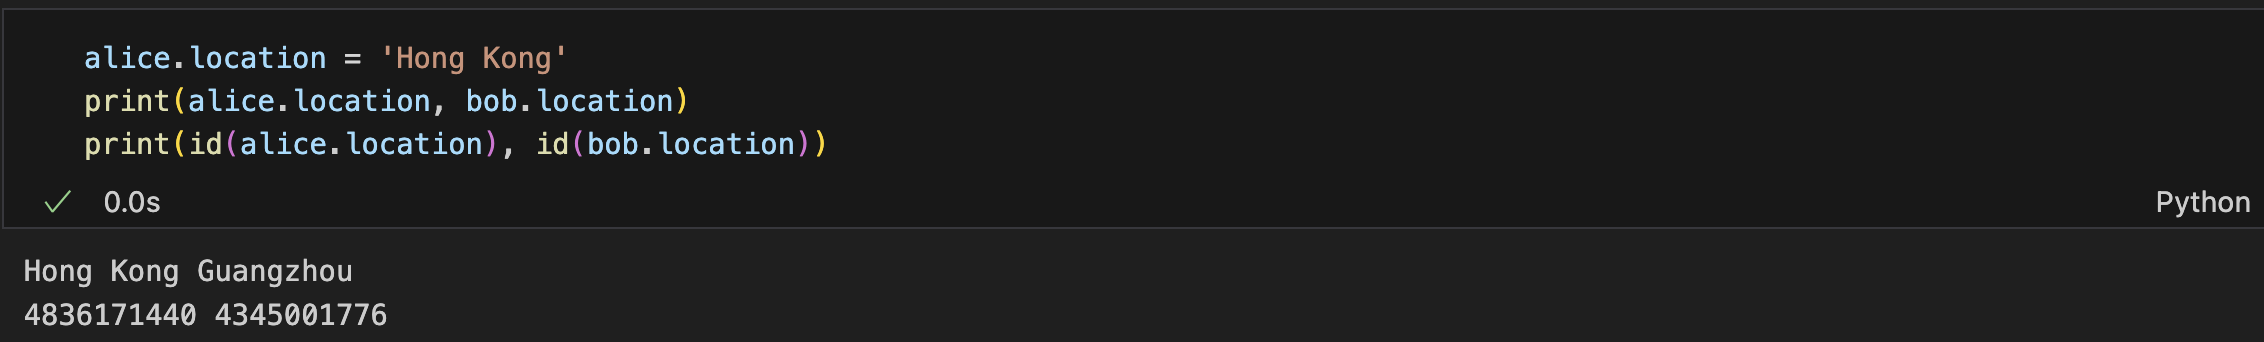 alice.location = 'Hong Kong'
print(alice.location, bob.location)
print(id(alice.location), id(bob.location))
0.0s
Python
Hong Kong Guangzhou
4836171440 4345001776